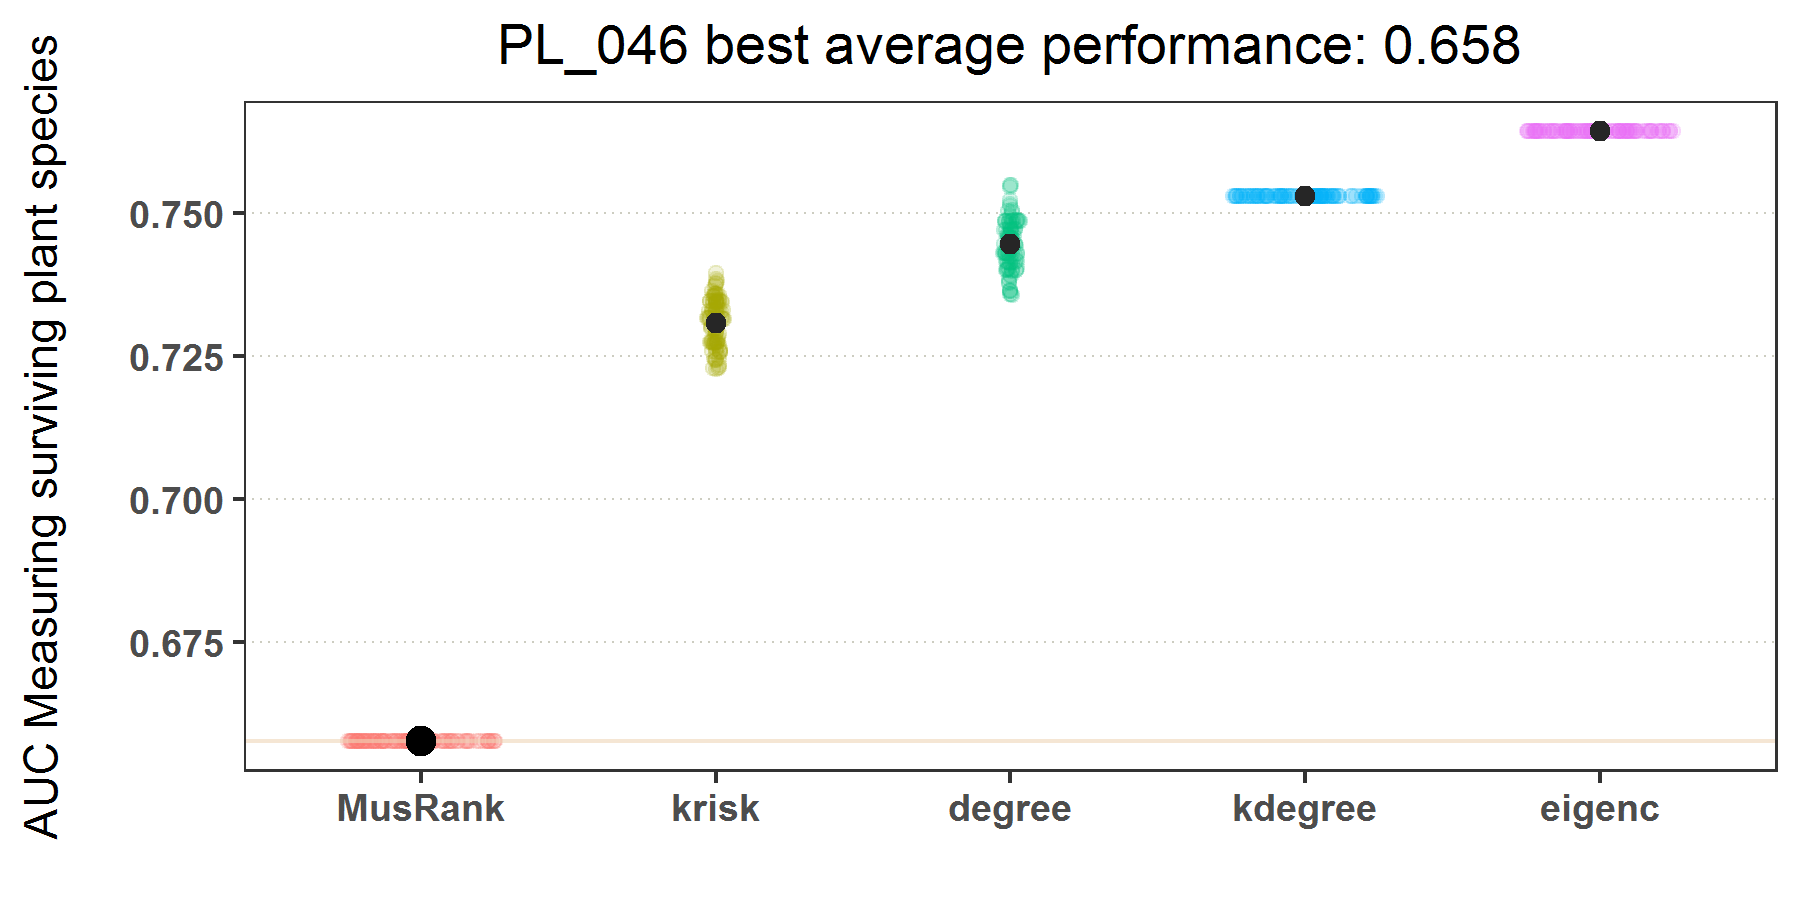 PL_046 best average performance: 0.658
AUC Measuring surviving plant species
0.750
0.725
0.700
0.675
MusRank krisk degree kdegree eigenc